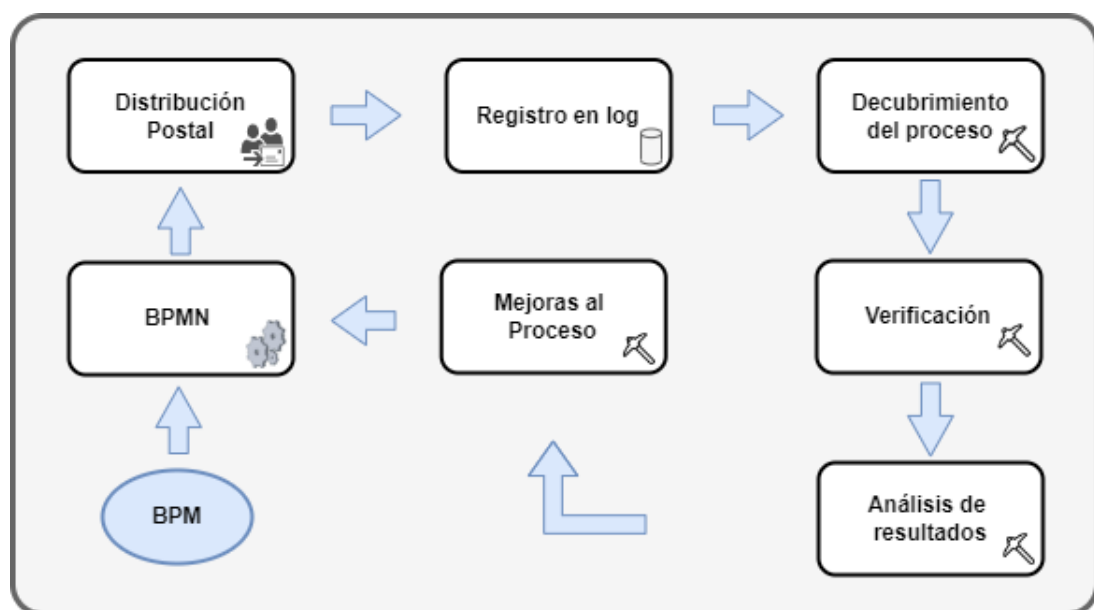 Distribución
Postal
Registro en log
Decubrimiento
del proceso
BPMN
Mejoras al
Proceso
Verificación
BPM
Análisis de
resultados